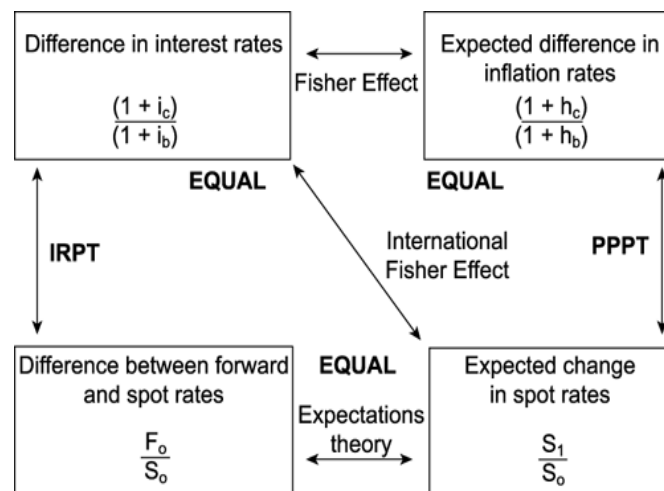 Difference in interest rates
(1 + i_c)
(1 + i_b)
Fisher Effect
Expected difference in
inflation rates
(1 + h_c)
(1 + h_b)
EQUAL
EQUAL
IRPT
International
Fisher Effect
PPPT
Difference between forward
and spot rates
F_o
S_o
EQUAL
Expectations
theory
Expected change
in spot rates
S_1
S_o